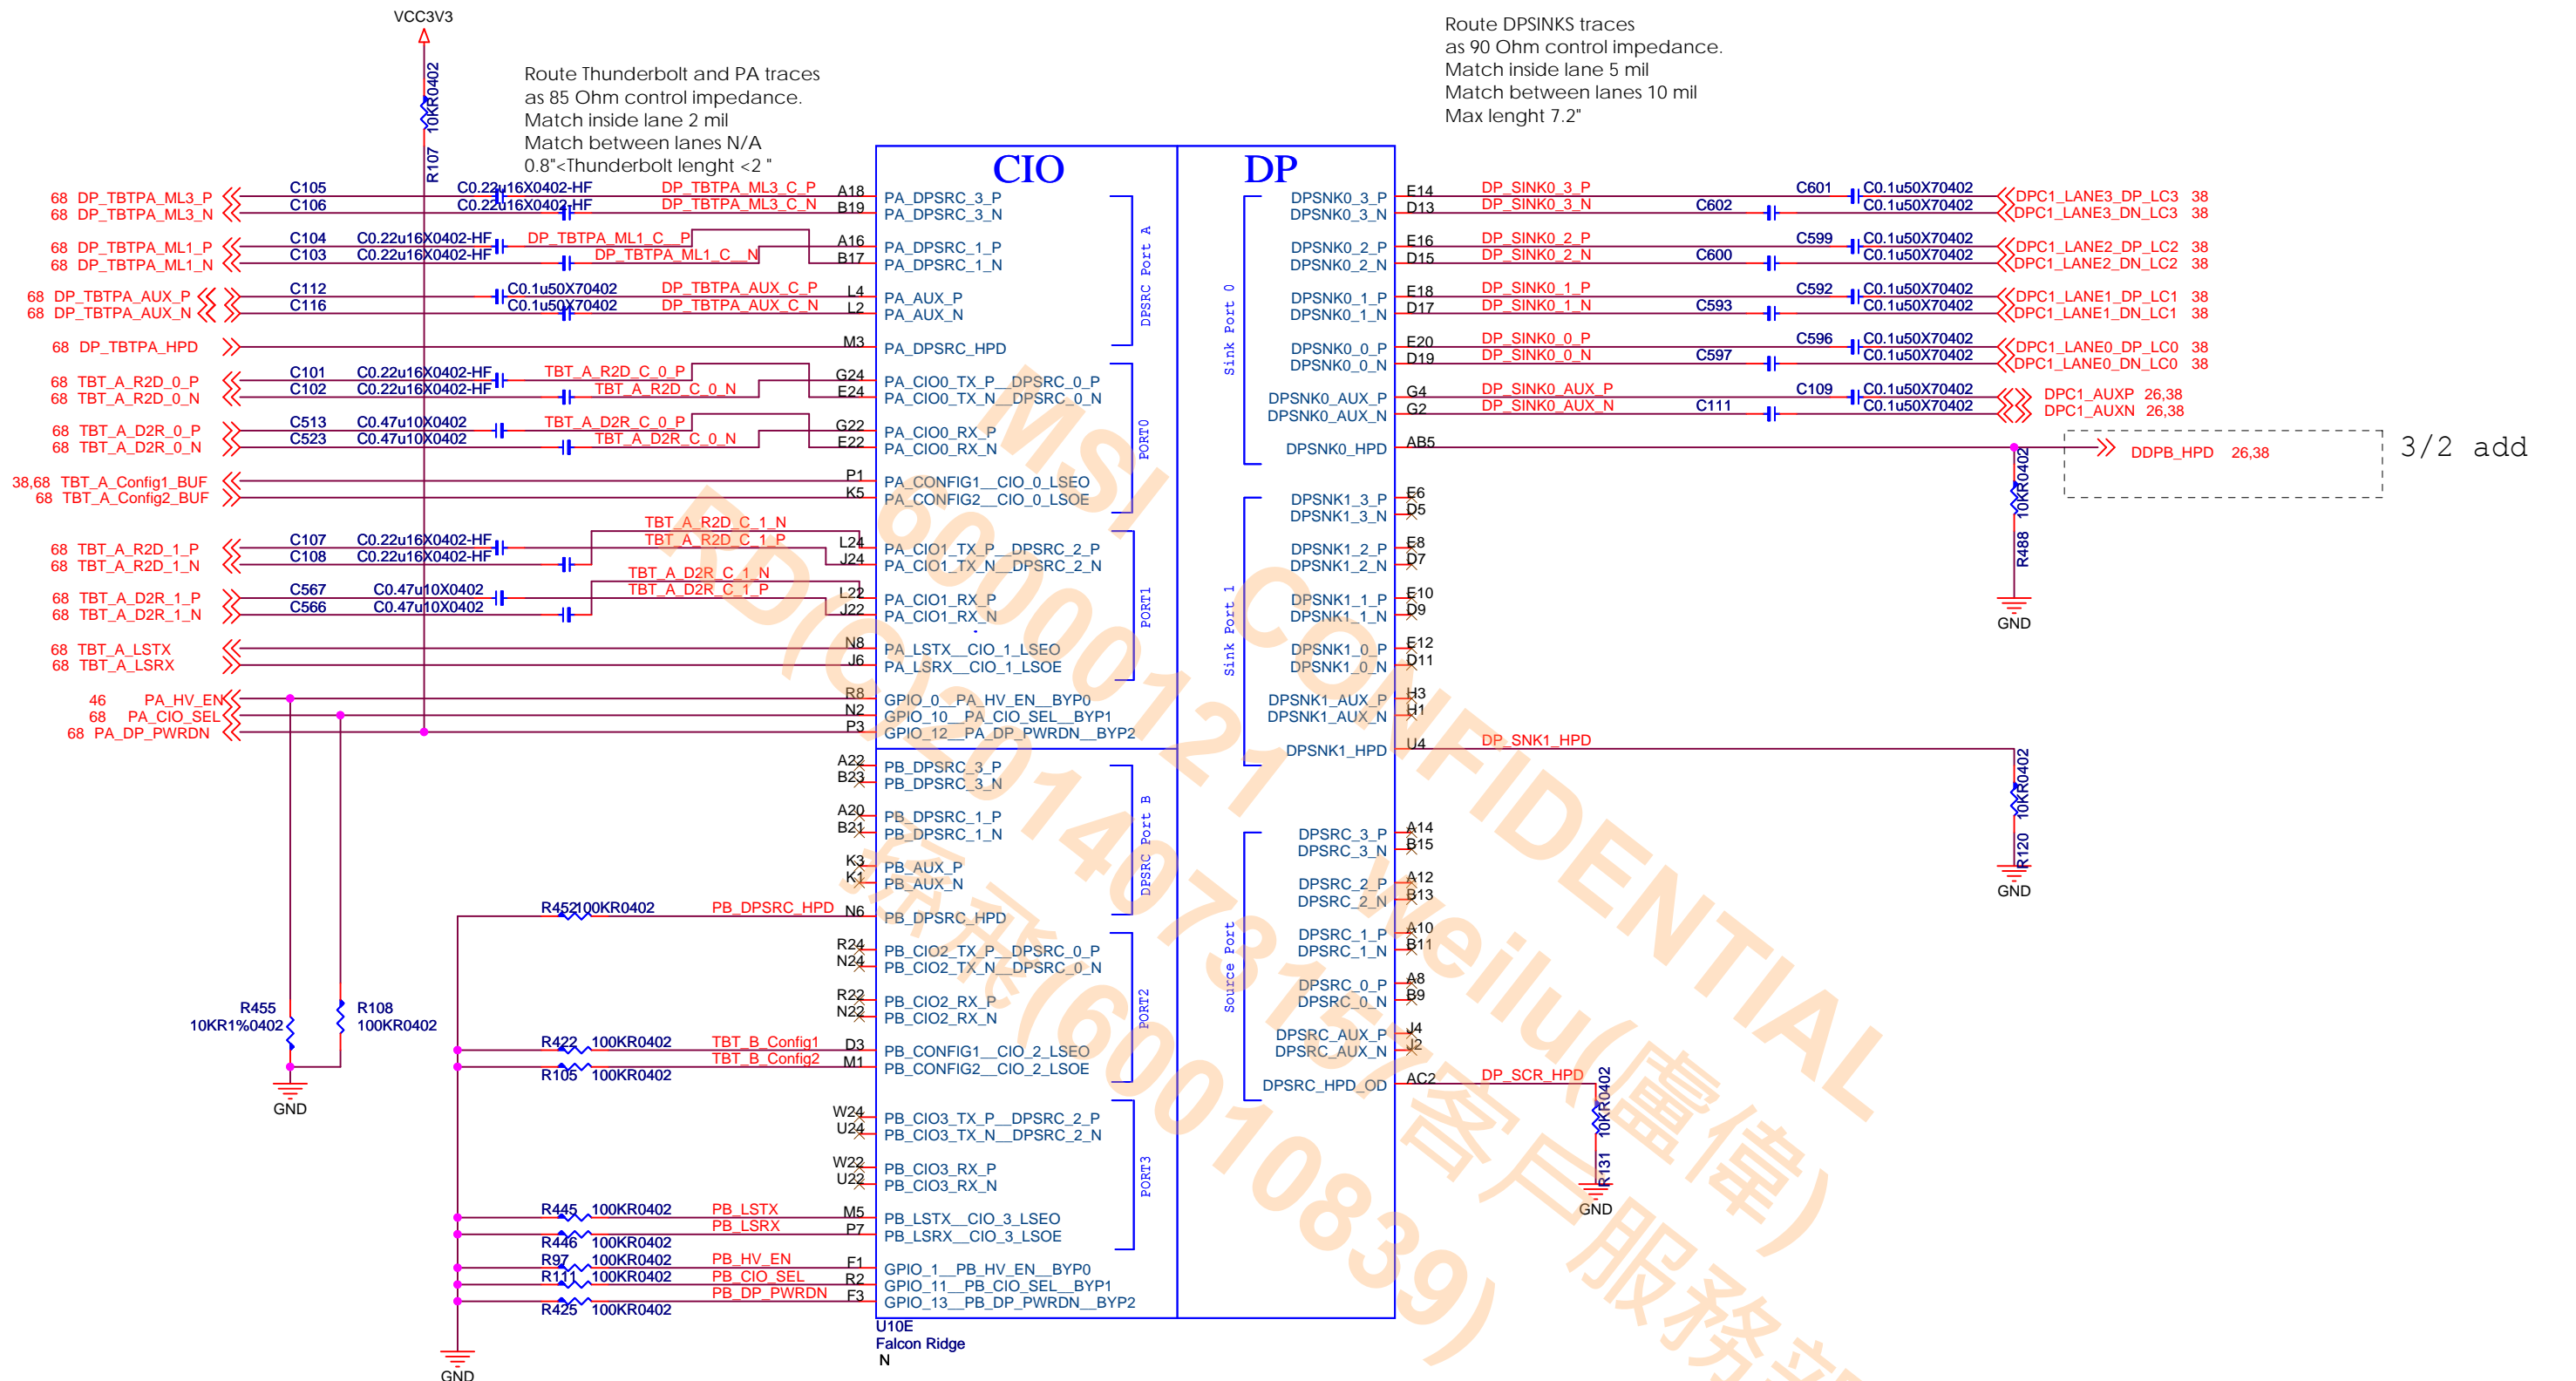 VCC3V3
10KR0402
R107
Route Thunderbolt and PA traces
as 85 Ohm control impedance.
Match inside lane 2 mil
Match between lanes N/A
0.8"<Thunderbolt lenght <2 "
Route DPSINKS traces
as 90 Ohm control impedance.
Match inside lane 5 mil
Match between lanes 10 mil
Max lenght 7.2"
CIO
DP
68 DP_TBTPA_ML3_P C105 C0.22u16X0402-HF DP_TBTPA_ML3_C_P A18 PA_DPSRC_3_P
68 DP_TBTPA_ML3_N C106 C0.22u16X0402-HF DP_TBTPA_ML3_C_N B19 PA_DPSRC_3_N
68 DP_TBTPA_ML1_P C104 C0.22u16X0402-HF DP_TBTPA_ML1_C__P A16 PA_DPSRC_1_P
68 DP_TBTPA_ML1_N C103 C0.22u16X0402-HF DP_TBTPA_ML1_C__N B17 PA_DPSRC_1_N
68 DP_TBTPA_AUX_P C112 C0.1u50X70402 DP_TBTPA_AUX_C_P L4 PA_AUX_P
68 DP_TBTPA_AUX_N C116 C0.1u50X70402 DP_TBTPA_AUX_C_N L2 PA_AUX_N
68 DP_TBTPA_HPD M3 PA_DPSRC_HPD
DPSRC Port A
68 TBT_A_R2D_0_P C101 C0.22u16X0402-HF TBT_A_R2D_C_0_P G24 PA_CIO0_TX_P__DPSRC_0_P
68 TBT_A_R2D_0_N C102 C0.22u16X0402-HF TBT_A_R2D_C_0_N E24 PA_CIO0_TX_N__DPSRC_0_N
68 TBT_A_D2R_0_P C513 C0.47u10X0402 TBT_A_D2R_C_0_P G22 PA_CIO0_RX_P
68 TBT_A_D2R_0_N C523 C0.47u10X0402 TBT_A_D2R_C_0_N E22 PA_CIO0_RX_N
38,68 TBT_A_Config1_BUF P1 PA_CONFIG1__CIO_0_LSEO
68 TBT_A_Config2_BUF K5 PA_CONFIG2__CIO_0_LSOE
PORT0
TBT_A_R2D_C_1_N
68 TBT_A_R2D_1_P C107 C0.22u16X0402-HF TBT_A_R2D_C_1_P L24 PA_CIO1_TX_P__DPSRC_2_P
68 TBT_A_R2D_1_N C108 C0.22u16X0402-HF J24 PA_CIO1_TX_N__DPSRC_2_N
TBT_A_D2R_C_1_N
68 TBT_A_D2R_1_P C567 C0.47u10X0402 TBT_A_D2R_C_1_P L22 PA_CIO1_RX_P
68 TBT_A_D2R_1_N C566 C0.47u10X0402 J22 PA_CIO1_RX_N
68 TBT_A_LSTX N8 PA_LSTX__CIO_1_LSEO
68 TBT_A_LSRX J6 PA_LSRX__CIO_1_LSOE
PORT1
46 PA_HV_EN R8 GPIO_0__PA_HV_EN__BYP0
68 PA_CIO_SEL N2 GPIO_10__PA_CIO_SEL__BYP1
68 PA_DP_PWRDN P3 GPIO_12__PA_DP_PWRDN__BYP2
A22 PB_DPSRC_3_P
B23 PB_DPSRC_3_N
A20 PB_DPSRC_1_P
B21 PB_DPSRC_1_N
K3 PB_AUX_P
K1 PB_AUX_N
R452 100KR0402 PB_DPSRC_HPD N6 PB_DPSRC_HPD
DPSRC Port B
R24 PB_CIO2_TX_P__DPSRC_0_P
N24 PB_CIO2_TX_N__DPSRC_0_N
R22 PB_CIO2_RX_P
N22 PB_CIO2_RX_N
R455
10KR1%0402
R108
100KR0402
GND
R422 100KR0402 TBT_B_Config1 D3 PB_CONFIG1__CIO_2_LSEO
R105 100KR0402 TBT_B_Config2 M1 PB_CONFIG2__CIO_2_LSOE
PORT2
W24 PB_CIO3_TX_P__DPSRC_2_P
U24 PB_CIO3_TX_N__DPSRC_2_N
W22 PB_CIO3_RX_P
U22 PB_CIO3_RX_N
R445 100KR0402 PB_LSTX M5 PB_LSTX__CIO_3_LSEO
R446 100KR0402 PB_LSRX P7 PB_LSRX__CIO_3_LSOE
PORT3
R97 100KR0402 PB_HV_EN F1 GPIO_1__PB_HV_EN__BYP0
R111 100KR0402 PB_CIO_SEL R2 GPIO_11__PB_CIO_SEL__BYP1
R425 100KR0402 PB_DP_PWRDN F3 GPIO_13__PB_DP_PWRDN__BYP2
GND
U10E
Falcon Ridge
N
DPSNK0_3_P E14 DP_SINK0_3_P C601 C0.1u50X70402 DPC1_LANE3_DP_LC3 38
DPSNK0_3_N D13 DP_SINK0_3_N C602 C0.1u50X70402 DPC1_LANE3_DN_LC3 38
DPSNK0_2_P E16 DP_SINK0_2_P C599 C0.1u50X70402 DPC1_LANE2_DP_LC2 38
DPSNK0_2_N D15 DP_SINK0_2_N C600 C0.1u50X70402 DPC1_LANE2_DN_LC2 38
DPSNK0_1_P E18 DP_SINK0_1_P C592 C0.1u50X70402 DPC1_LANE1_DP_LC1 38
DPSNK0_1_N D17 DP_SINK0_1_N C593 C0.1u50X70402 DPC1_LANE1_DN_LC1 38
DPSNK0_0_P E20 DP_SINK0_0_P C596 C0.1u50X70402 DPC1_LANE0_DP_LC0 38
DPSNK0_0_N D19 DP_SINK0_0_N C597 C0.1u50X70402 DPC1_LANE0_DN_LC0 38
DPSNK0_AUX_P G4 DP_SINK0_AUX_P C109 C0.1u50X70402 DPC1_AUXP 26,38
DPSNK0_AUX_N G2 DP_SINK0_AUX_N C111 C0.1u50X70402 DPC1_AUXN 26,38
DPSNK0_HPD AB5 DDPB_HPD 26,38
3/2 add
Sink Port 0
10KR0402
R488
GND
DPSNK1_3_P E6
DPSNK1_3_N D5
DPSNK1_2_P E8
DPSNK1_2_N D7
DPSNK1_1_P E10
DPSNK1_1_N D9
DPSNK1_0_P E12
DPSNK1_0_N D11
DPSNK1_AUX_P H3
DPSNK1_AUX_N H1
DPSNK1_HPD U4 DP_SNK1_HPD
Sink Port 1
10KR0402
R120
GND
DPSRC_3_P A14
DPSRC_3_N B15
DPSRC_2_P A12
DPSRC_2_N B13
DPSRC_1_P A10
DPSRC_1_N B11
DPSRC_0_P A8
DPSRC_0_N B9
DPSRC_AUX_P J4
DPSRC_AUX_N J2
DPSRC_HPD_OD AC2 DP_SCR_HPD
Source Port
10KR0402
R131
GND
MSI CONFIDENTIAL
60000121 weilu(盧偉)
RD(C)2014073157客戶服務部
(60010839)